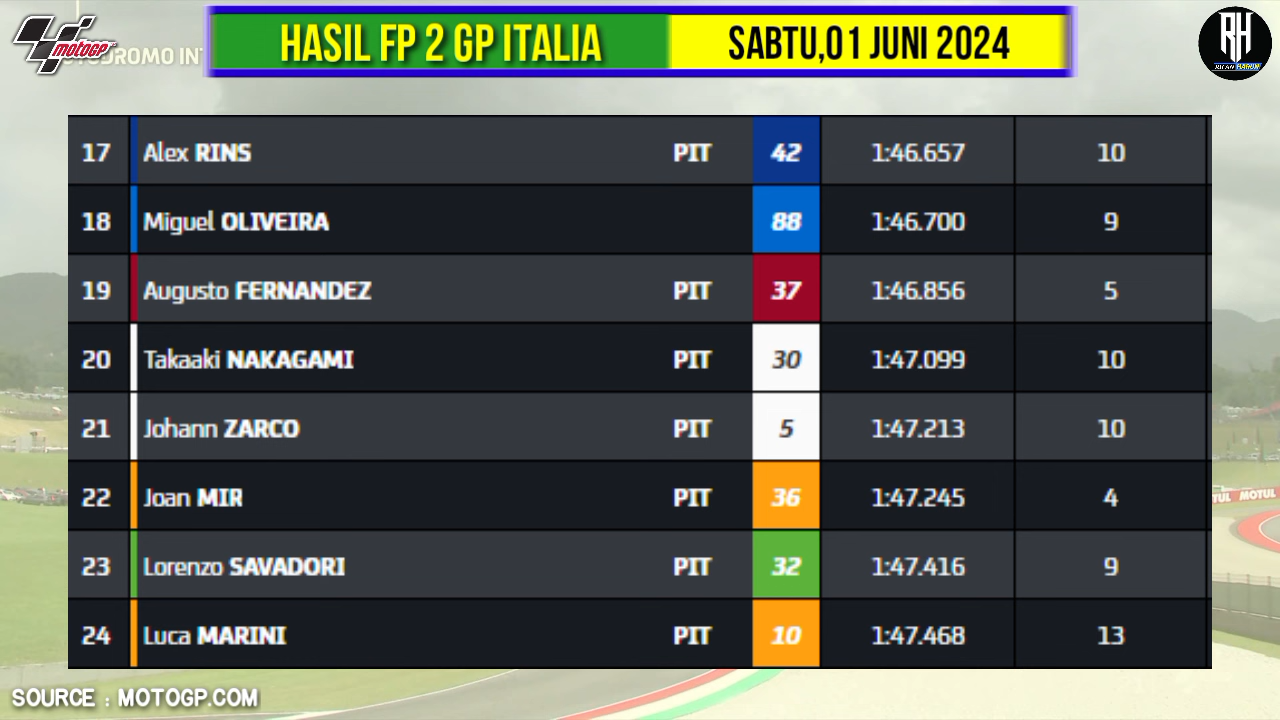 motoGP
ODROMO INT
HASIL FP 2 GP ITALIA
SABTU,01 JUNI 2024
RH
17 Alex RINS PIT 42 1:46.657 10
18 Miguel OLIVEIRA 88 1:46.700 9
19 Augusto FERNANDEZ PIT 37 1:46.856 5
20 Takaaki NAKAGAMI PIT 30 1:47.099 10
21 Johann ZARCO PIT 5 1:47.213 10
22 Joan MIR PIT 36 1:47.245 4
23 Lorenzo SAVADORI PIT 32 1:47.416 9
24 Luca MARINI PIT 10 1:47.468 13
TUL MOTUL
SOURCE : MOTOGP.COM